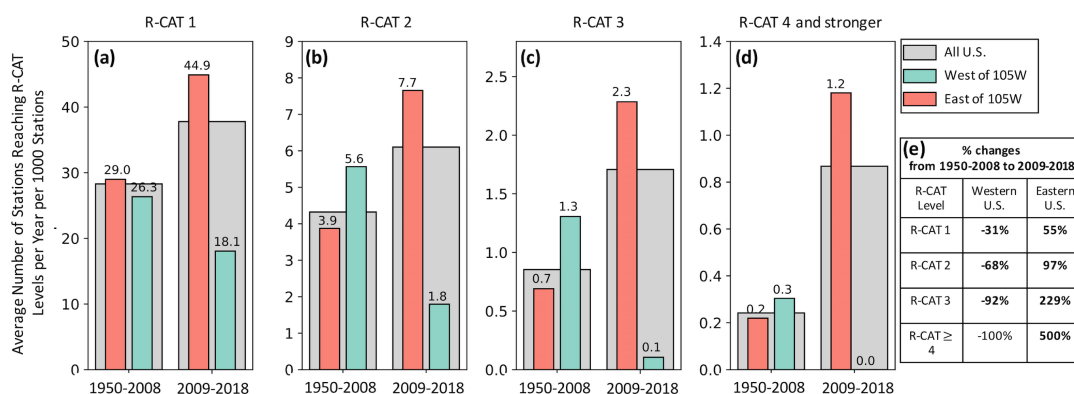 R-CAT 1
R-CAT 2
R-CAT 3
R-CAT 4 and stronger
Average Number of Stations Reaching R-CAT
Levels per Year per 1000 Stations
50
40
30
20
10
0
(a)
29.0
26.3
44.9
18.1
1950-2008
2009-2018
9
8
7
6
5
4
3
2
1
0
(b)
3.9
5.6
7.7
1.8
1950-2008
2009-2018
2.5
2.0
1.5
1.0
0.5
0.0
(c)
0.7
1.3
2.3
0.1
1950-2008
2009-2018
1.4
1.2
1.0
0.8
0.6
0.4
0.2
0.0
(d)
0.2
0.3
1.2
0.0
1950-2008
2009-2018
All U.S.
West of 105W
East of 105W
(e) % changes
from 1950-2008 to 2009-2018
R-CAT Level Western U.S. Eastern U.S.
R-CAT 1 -31% 55%
R-CAT 2 -68% 97%
R-CAT 3 -92% 229%
R-CAT ≥ 4 -100% 500%